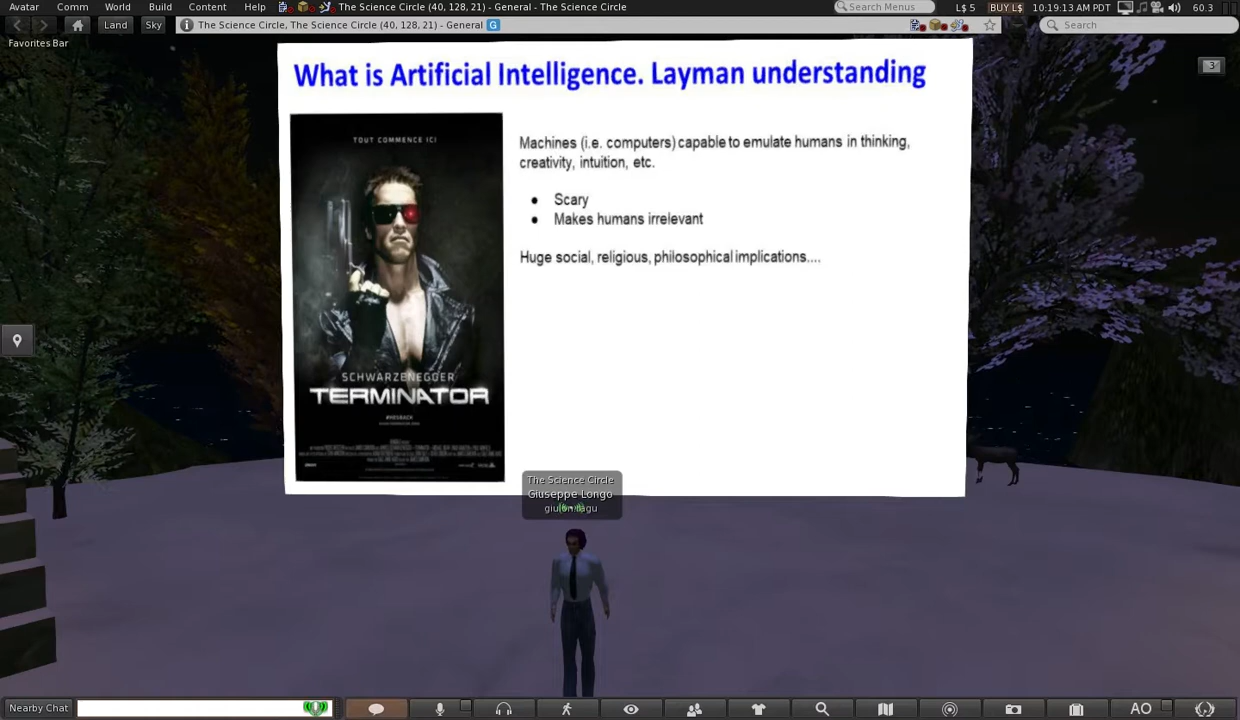 Avatar Comm World Build Content Help The Science Circle (40, 128, 21) - General - The Science Circle Search Menus L$ 5 BUY L$ 10:19:13 AM PDT 60.3
Land Sky The Science Circle, The Science Circle (40, 128, 21) - General G Search
Favorites Bar
3
What is Artificial Intelligence. Layman understanding
TOUT COMMENCE ICI
SCHWARZENEGGER
TERMINATOR
Machines (i.e. computers) capable to emulate humans in thinking,
creativity, intuition, etc.
● Scary
● Makes humans irrelevant
Huge social, religious, philosophical implications....
The Science Circle
Giuseppe Longo
Nearby Chat AO